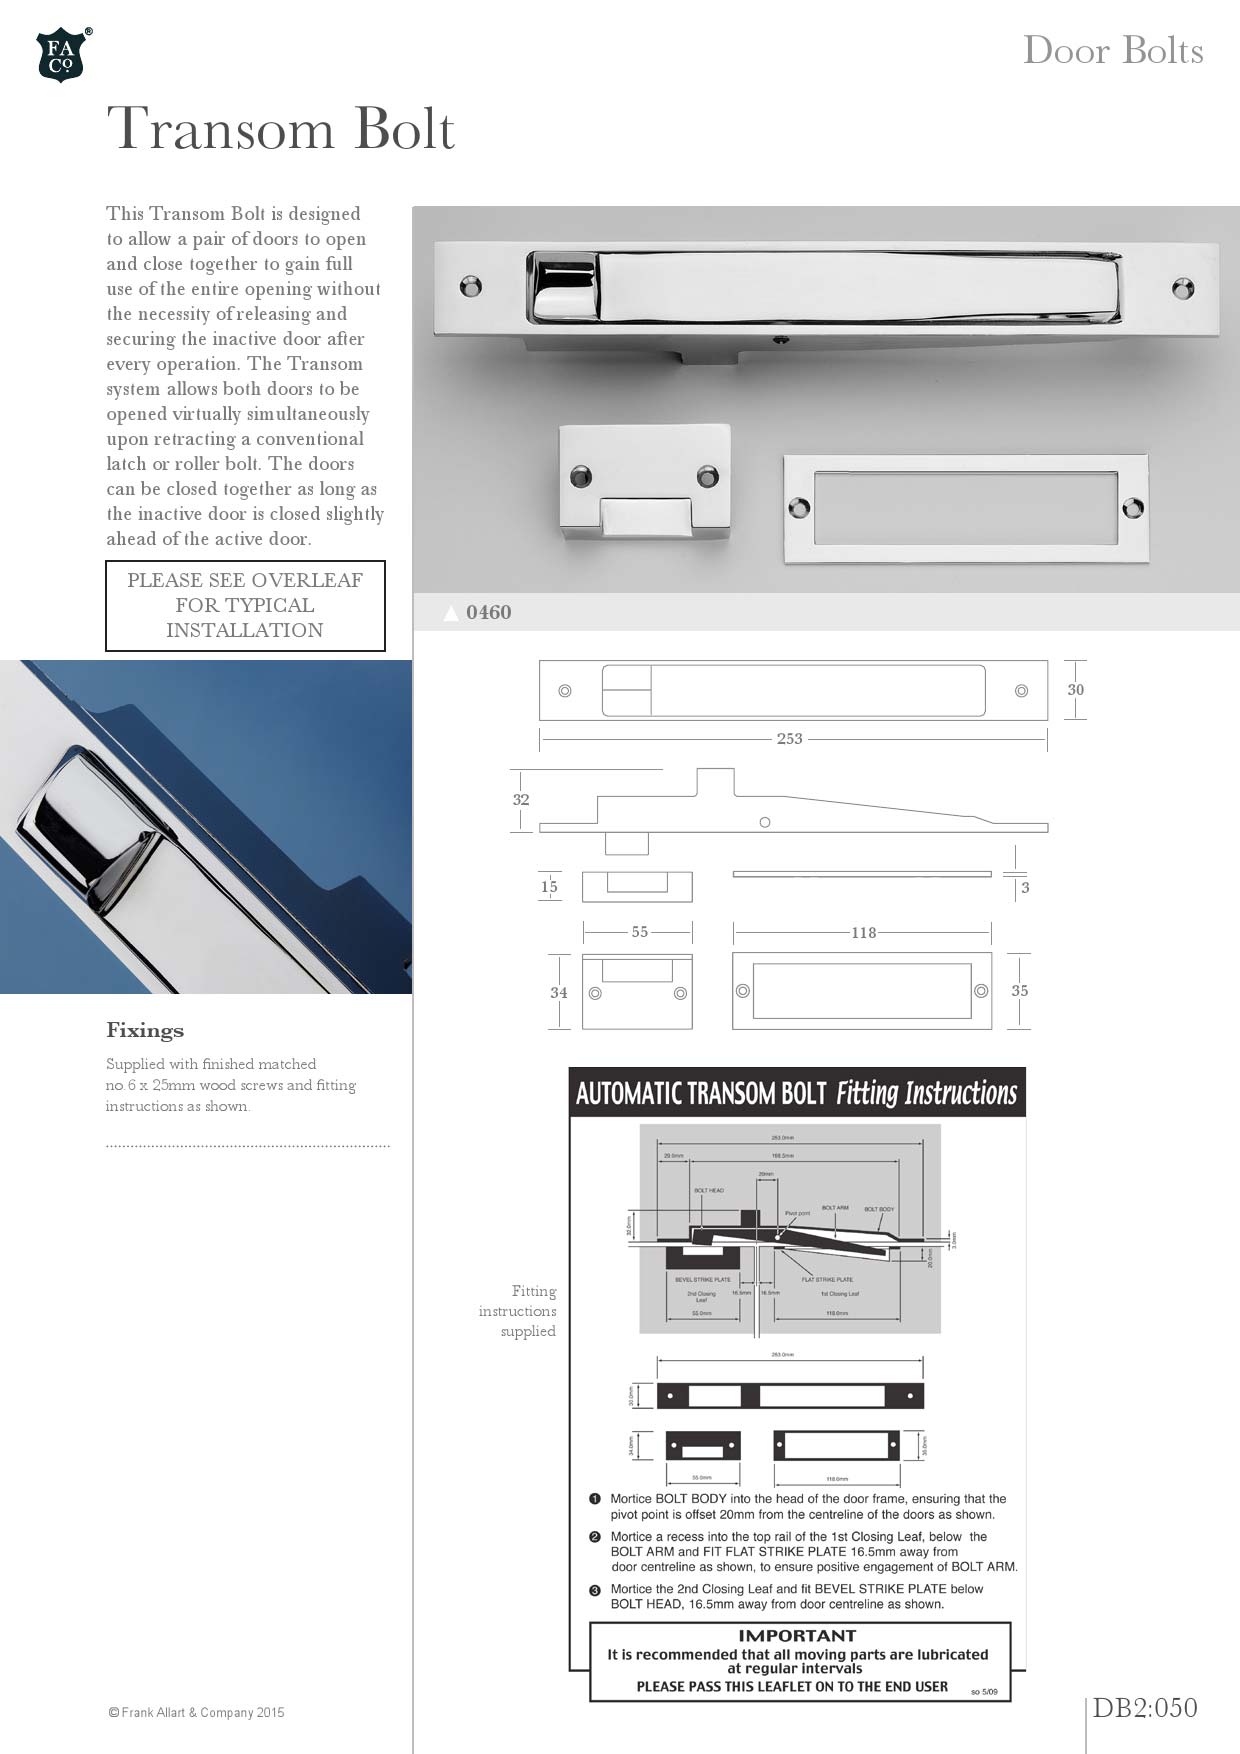 FA
Co.
®
Door Bolts
Transom Bolt
This Transom Bolt is designed
to allow a pair of doors to open
and close together to gain full
use of the entire opening without
the necessity of releasing and
securing the inactive door after
every operation. The Transom
system allows both doors to be
opened virtually simultaneously
upon retracting a conventional
latch or roller bolt. The doors
can be closed together as long as
the inactive door is closed slightly
ahead of the active door.
PLEASE SEE OVERLEAF
FOR TYPICAL
INSTALLATION
0460
30
253
32
15
3
55
118
34
35
Fixings
Supplied with finished matched
no. 6 x 25mm wood screws and fitting
instructions as shown.
Fitting
instructions
supplied
AUTOMATIC TRANSOM BOLT Fitting Instructions
253.0mm
29.0mm
198.5mm
20mm
BOLT HEAD
Pivot point
BOLT ARM
BOLT BODY
32.0mm
3.0mm
20.0mm
BEVEL STRIKE PLATE
FLAT STRIKE PLATE
2nd Closing
Leaf
16.5mm
16.5mm
1st Closing Leaf
55.0mm
118.0mm
253.0mm
30.0mm
34.0mm
35.0mm
55.0mm
118.0mm
1 Mortice BOLT BODY into the head of the door frame, ensuring that the
pivot point is offset 20mm from the centreline of the doors as shown.
2 Mortice a recess into the top rail of the 1st Closing Leaf, below the
BOLT ARM and FIT FLAT STRIKE PLATE 16.5mm away from
door centreline as shown, to ensure positive engagement of BOLT ARM.
3 Mortice the 2nd Closing Leaf and fit BEVEL STRIKE PLATE below
BOLT HEAD, 16.5mm away from door centreline as shown.
IMPORTANT
It is recommended that all moving parts are lubricated
at regular intervals
PLEASE PASS THIS LEAFLET ON TO THE END USER
so 5/09
© Frank Allart & Company 2015
DB2:050